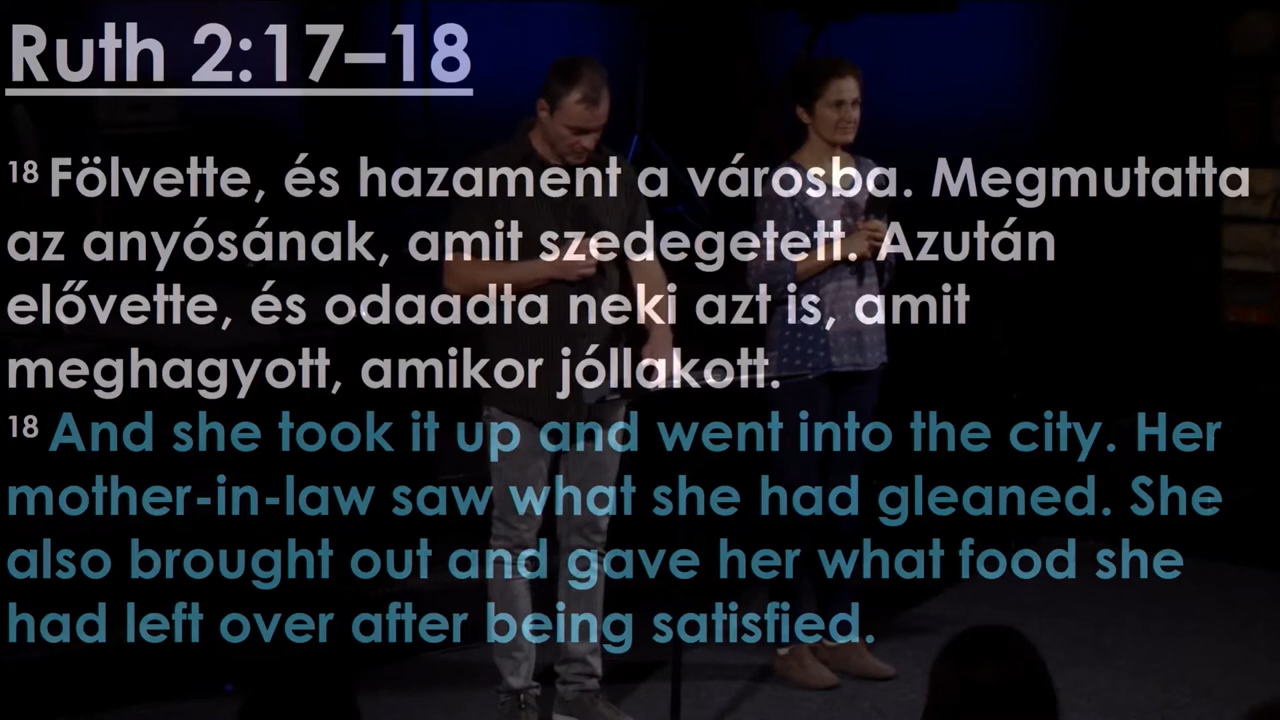 Ruth 2:17–18
18 Fölvette, és hazament a városba. Megmutatta
az anyósának, amit szedegetett. Azután
elővette, és odaadta neki azt is, amit
meghagyott, amikor jóllakott.
18 And she took it up and went into the city. Her
mother-in-law saw what she had gleaned. She
also brought out and gave her what food she
had left over after being satisfied.